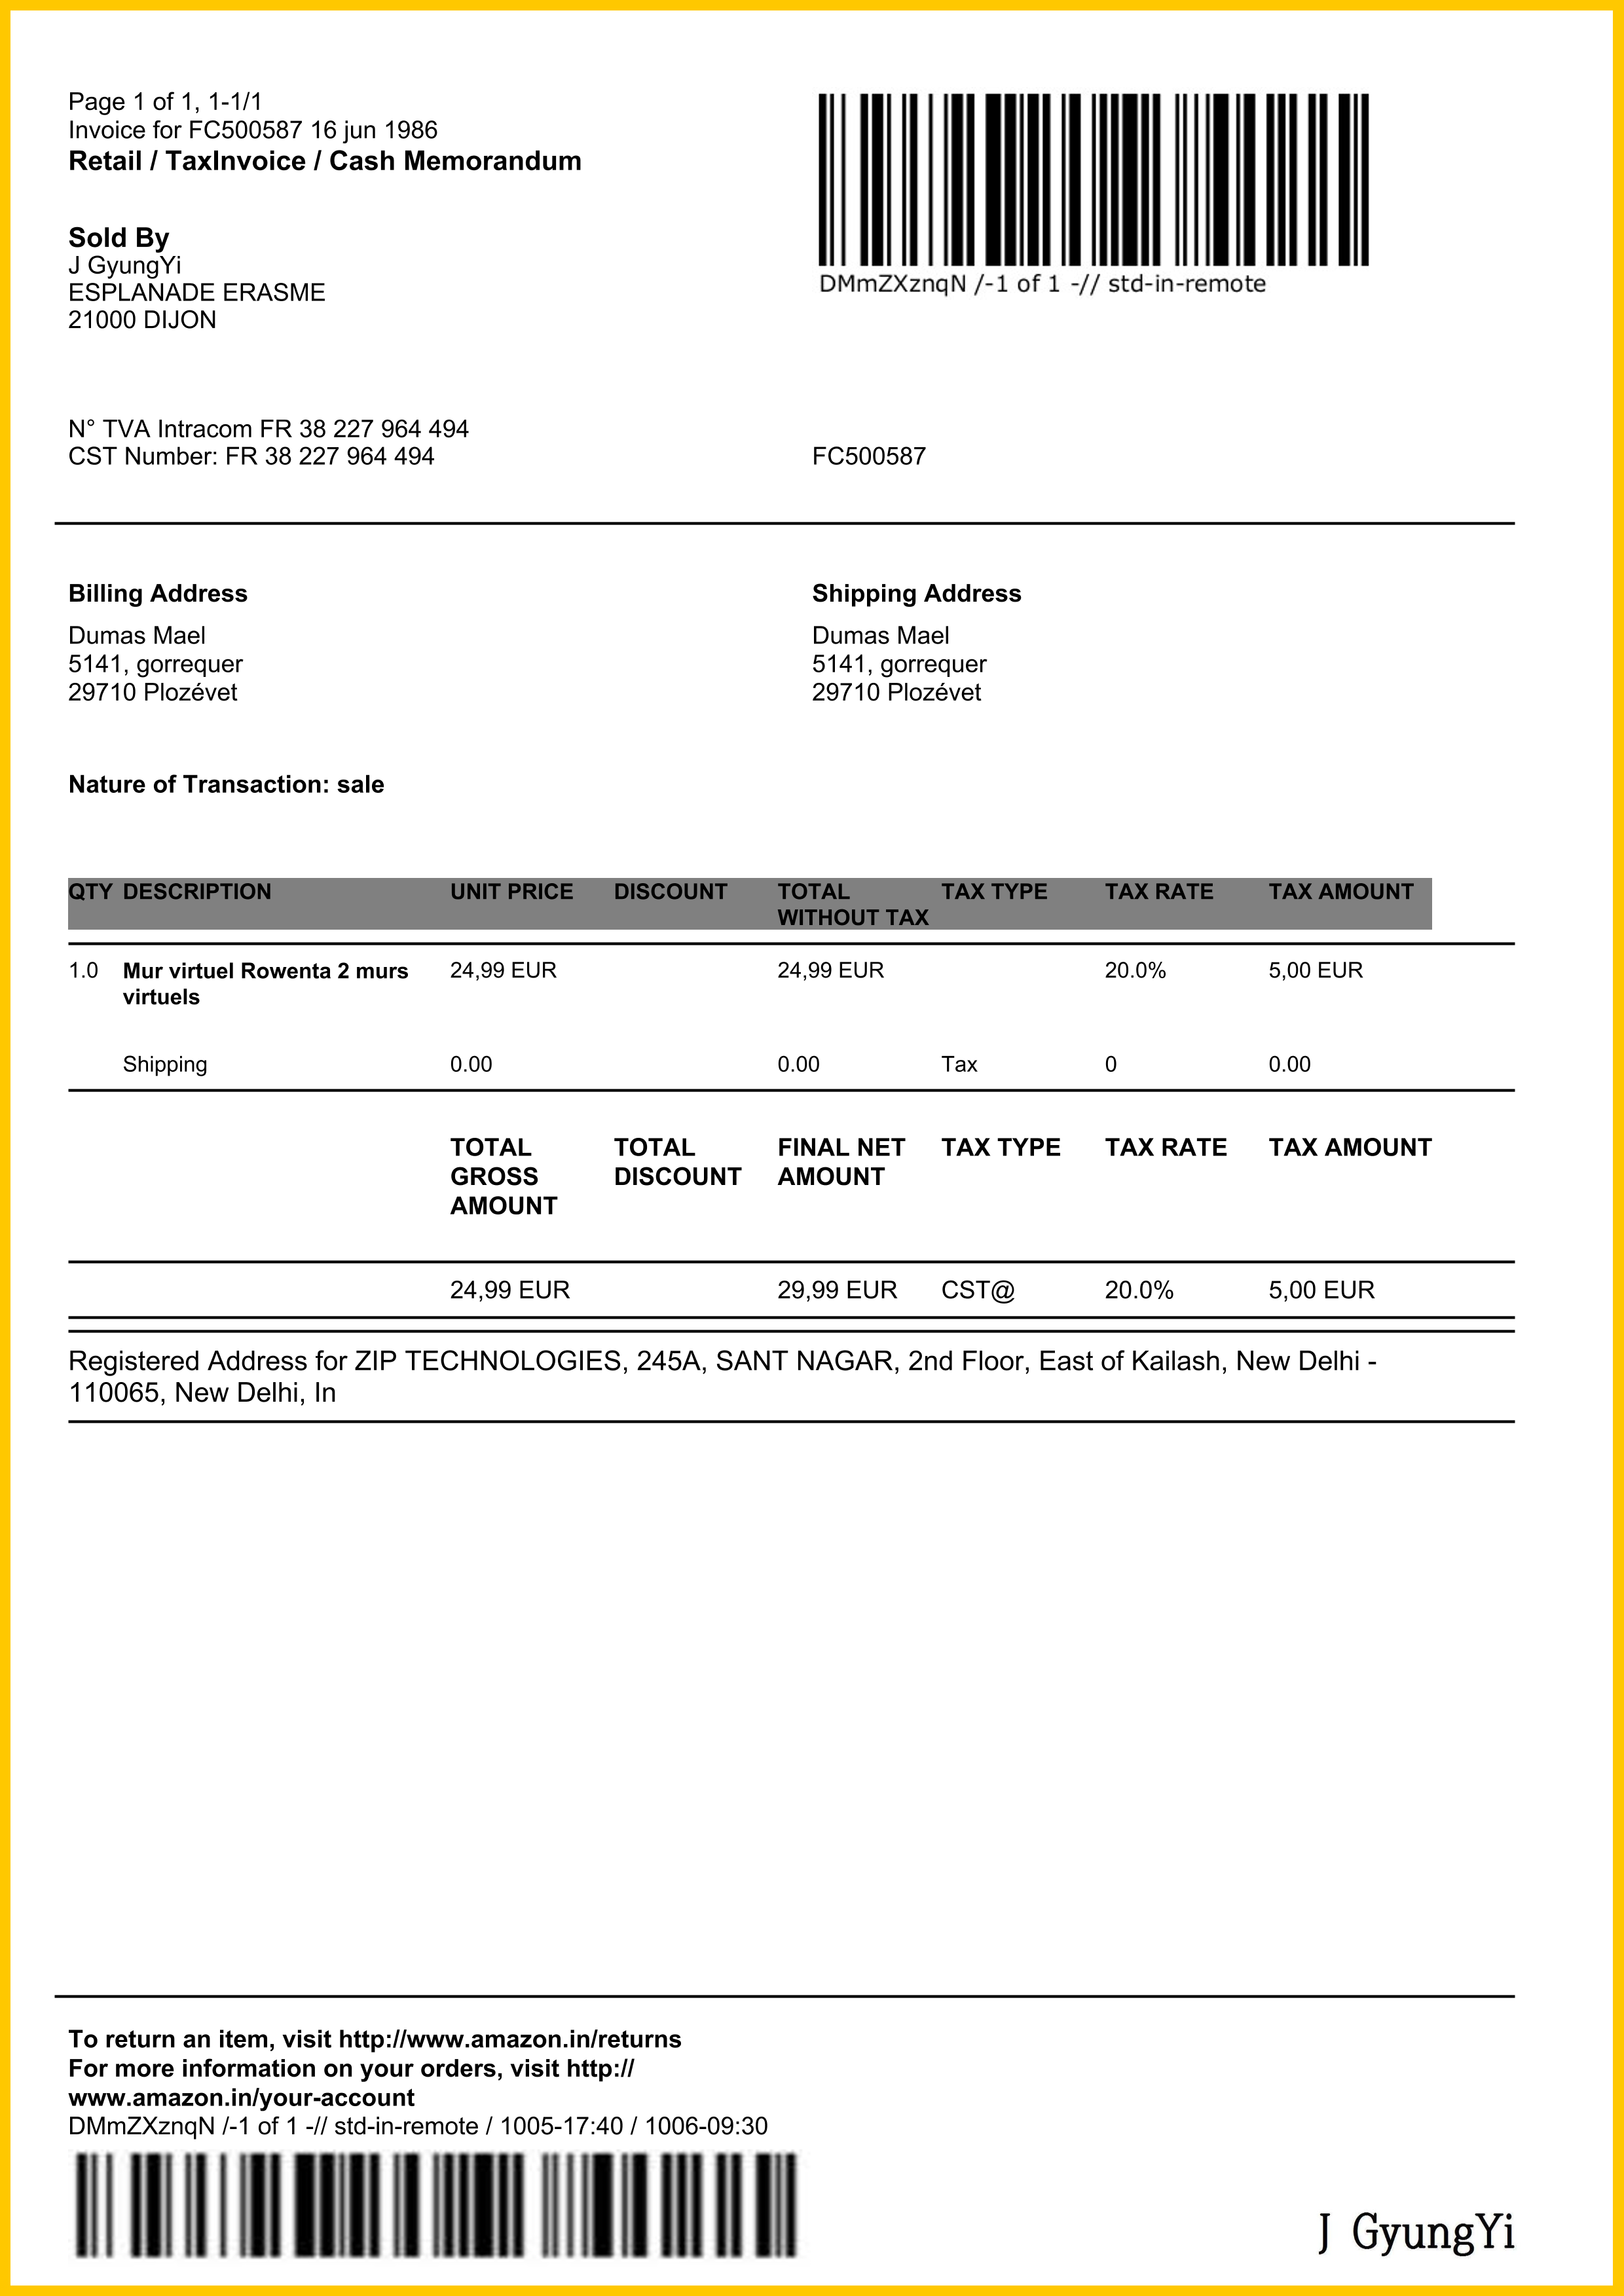 Page 1 of 1, 1-1/1
Invoice for FC500587 16 jun 1986
Retail / TaxInvoice / Cash Memorandum
DMmZXznqN /-1 of 1 -// std-in-remote
Sold By
J GyungYi
ESPLANADE ERASME
21000 DIJON
N° TVA Intracom FR 38 227 964 494
CST Number: FR 38 227 964 494
FC500587
Billing Address
Dumas Mael
5141, gorrequer
29710 Plozévet
Shipping Address
Dumas Mael
5141, gorrequer
29710 Plozévet
Nature of Transaction: sale
QTY DESCRIPTION UNIT PRICE DISCOUNT TOTAL TAX TYPE TAX RATE TAX AMOUNT
WITHOUT TAX
1.0 Mur virtuel Rowenta 2 murs 24,99 EUR 24,99 EUR 20.0% 5,00 EUR
virtuels
Shipping 0.00 0.00 Tax 0 0.00
TOTAL TOTAL FINAL NET TAX TYPE TAX RATE TAX AMOUNT
GROSS DISCOUNT AMOUNT
AMOUNT
24,99 EUR 29,99 EUR CST@ 20.0% 5,00 EUR
Registered Address for ZIP TECHNOLOGIES, 245A, SANT NAGAR, 2nd Floor, East of Kailash, New Delhi -
110065, New Delhi, In
To return an item, visit http://www.amazon.in/returns
For more information on your orders, visit http://
www.amazon.in/your-account
DMmZXznqN /-1 of 1 -// std-in-remote / 1005-17:40 / 1006-09:30
J GyungYi